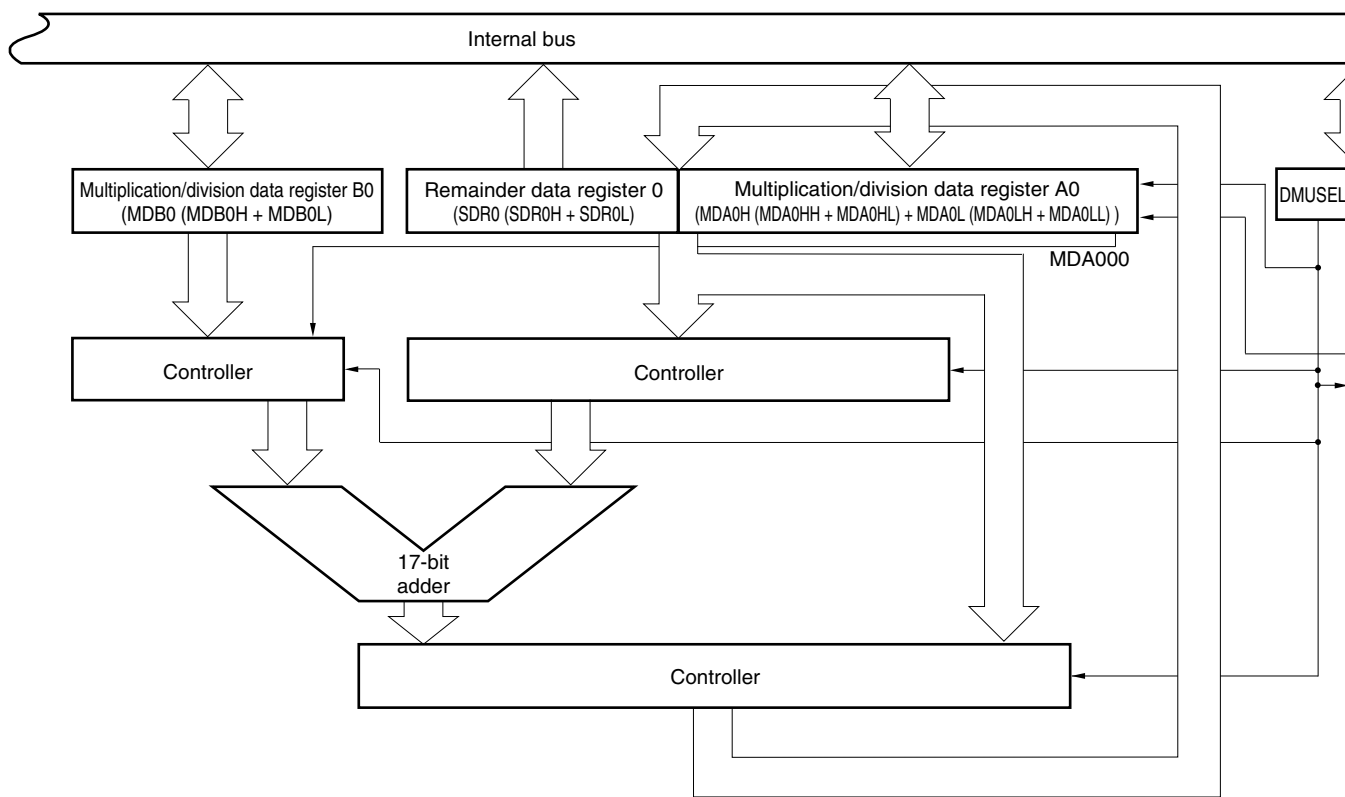 Internal bus
Multiplication/division data register B0
(MDB0 (MDB0H + MDB0L)
Remainder data register 0
(SDR0 (SDR0H + SDR0L)
Multiplication/division data register A0
(MDA0H (MDA0HH + MDA0HL) + MDA0L (MDA0LH + MDA0LL) )
DMUSEL
MDA000
Controller
Controller
17-bit
adder
Controller